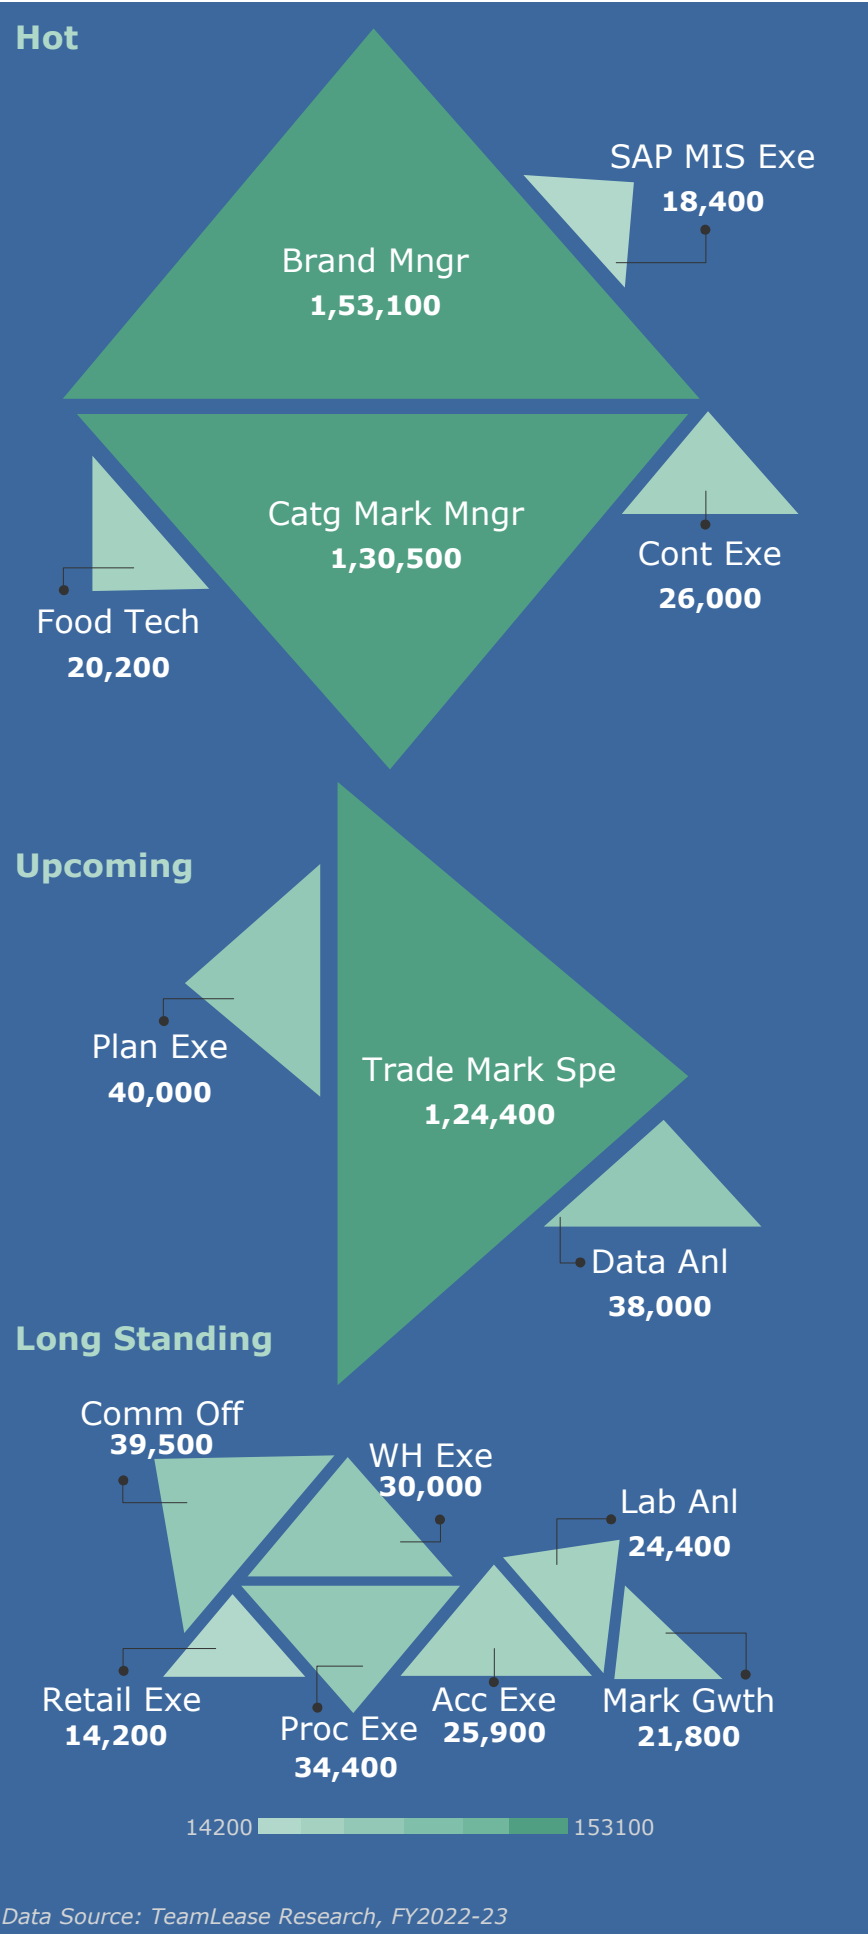 Hot
SAP MIS Exe
18,400
Brand Mngr
1,53,100
Catg Mark Mngr
1,30,500
Cont Exe
26,000
Food Tech
20,200
Upcoming
Plan Exe
40,000
Trade Mark Spe
1,24,400
Data Anl
38,000
Long Standing
Comm Off
39,500
WH Exe
30,000
Lab Anl
24,400
Retail Exe
14,200
Proc Exe
34,400
Acc Exe
25,900
Mark Gwth
21,800
14200
153100
Data Source: TeamLease Research, FY2022-23